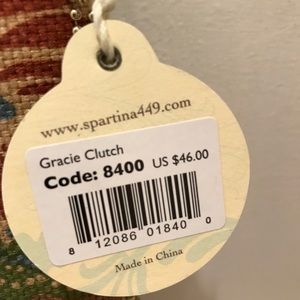 www.spartina449.com
Gracie Clutch
Code: 8400 US $46.00
8 12086 01840 0
Made in China